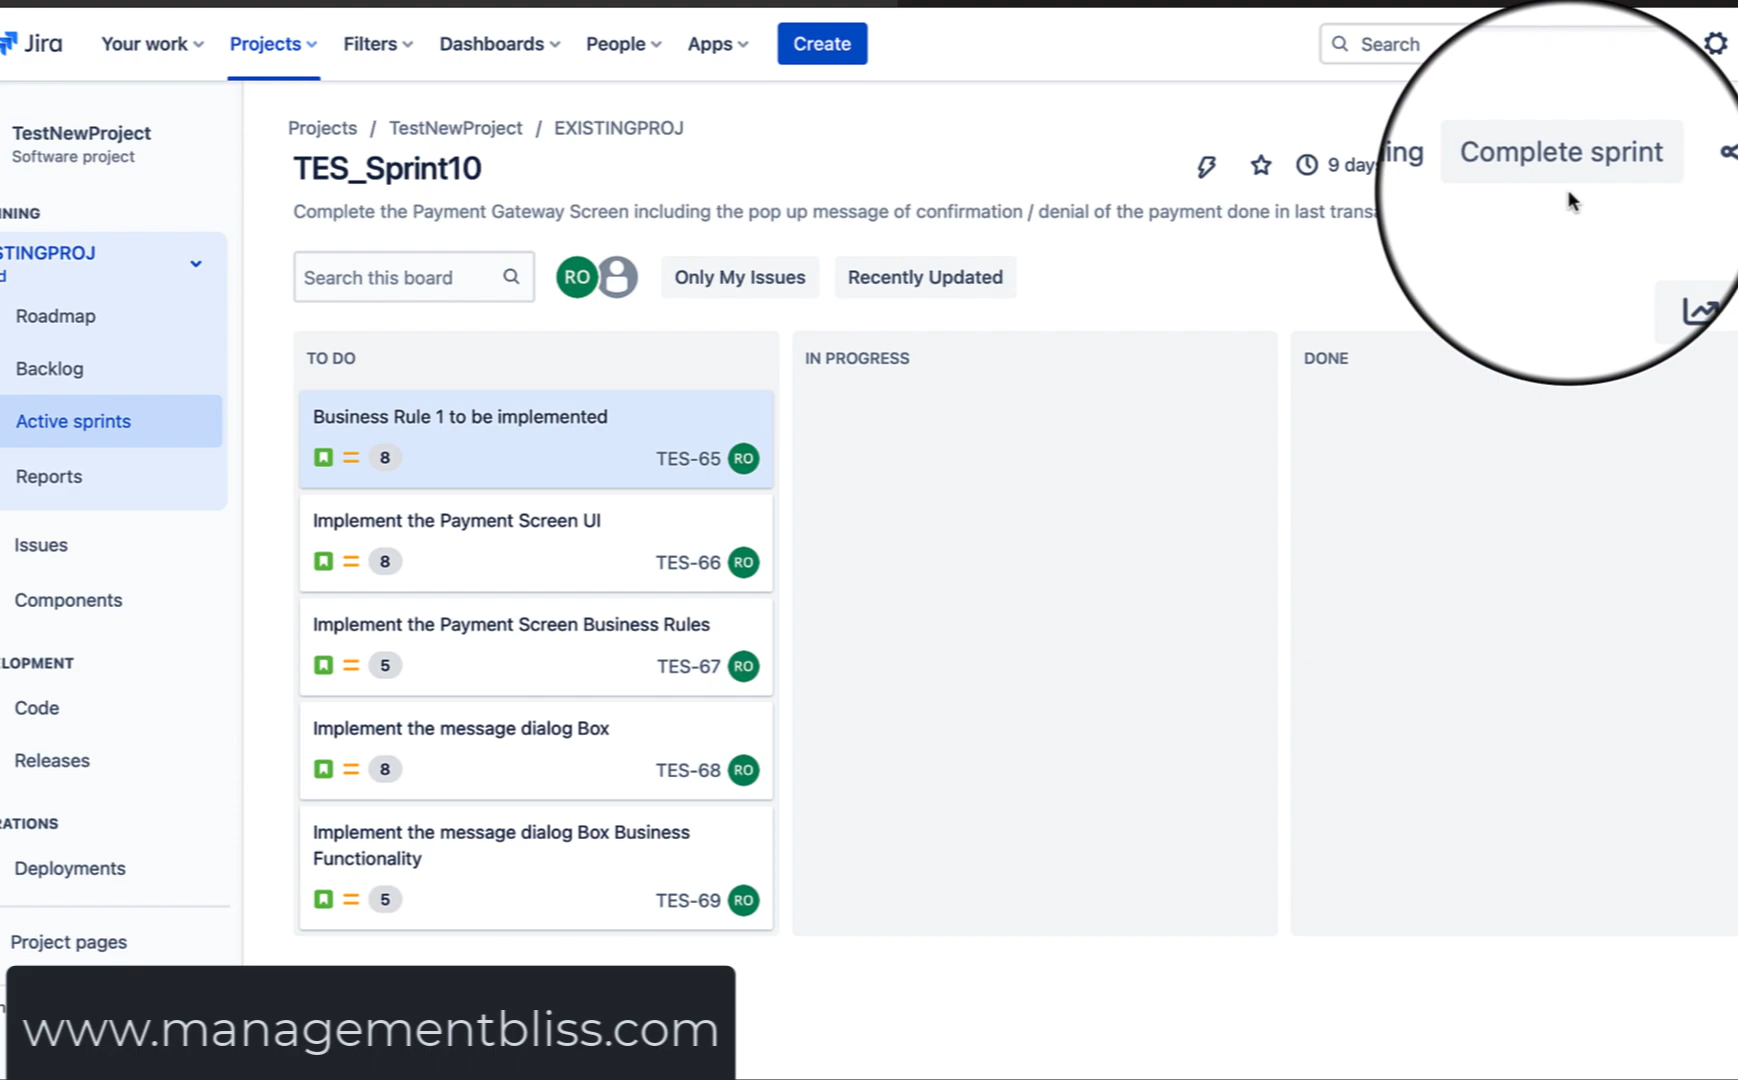 Jira
Your work
Projects
Filters
Dashboards
People
Apps
Create
Search
TestNewProject
Software project
NING
STINGPROJ
d
Roadmap
Backlog
Active sprints
Reports
Issues
Components
LOPMENT
Code
Releases
RATIONS
Deployments
Project pages
Projects / TestNewProject / EXISTINGPROJ
TES_Sprint10
9 day
ing
Complete sprint
Complete the Payment Gateway Screen including the pop up message of confirmation / denial of the payment done in last transa
Search this board
RO
Only My Issues
Recently Updated
TO DO
Business Rule 1 to be implemented
8 TES-65 RO
Implement the Payment Screen UI
8 TES-66 RO
Implement the Payment Screen Business Rules
5 TES-67 RO
Implement the message dialog Box
8 TES-68 RO
Implement the message dialog Box Business
Functionality
5 TES-69 RO
IN PROGRESS
DONE
www.managementbliss.com